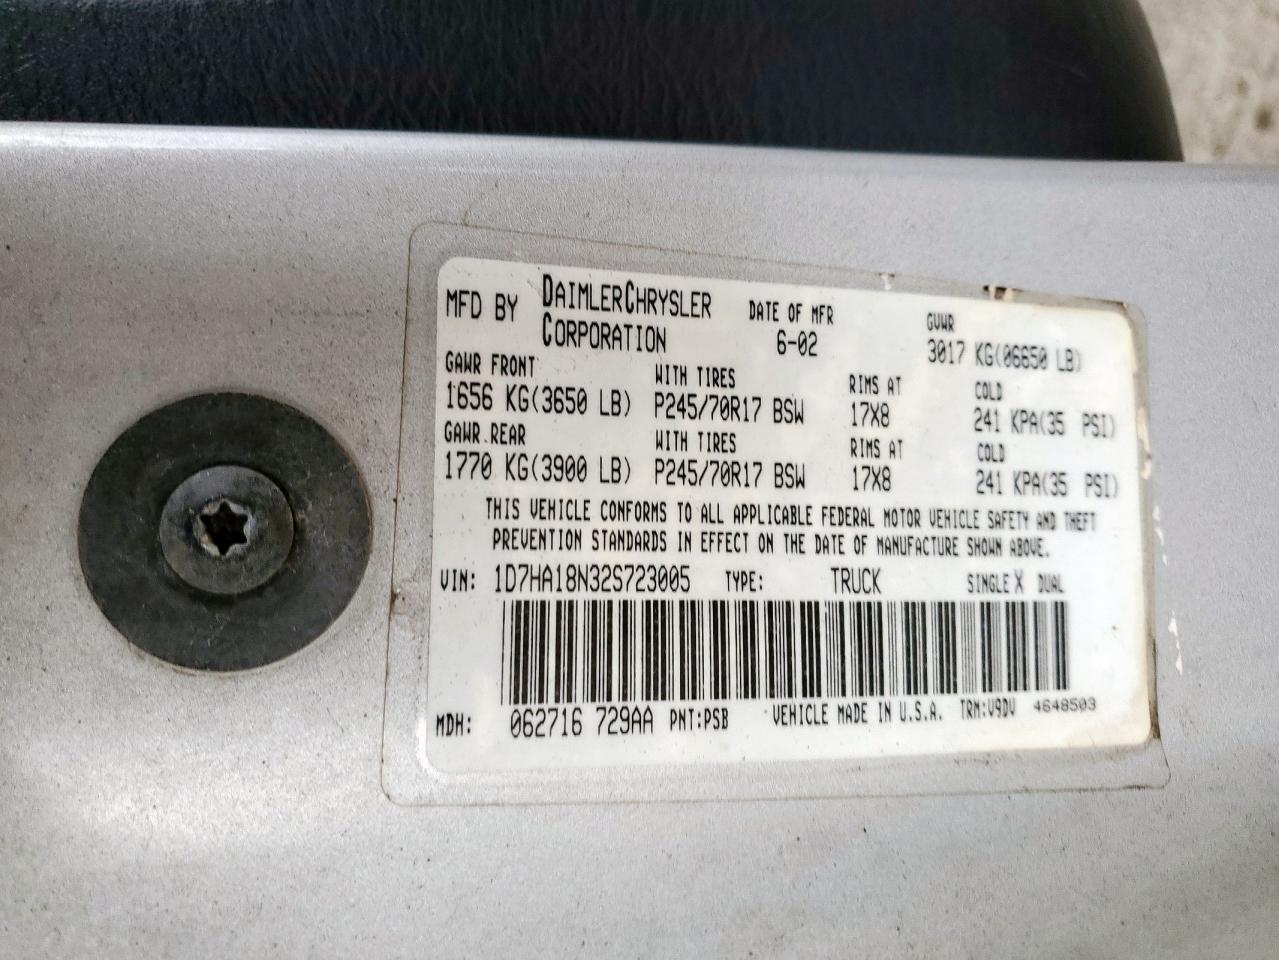 MFD BY DAIMLERCHRYSLER CORPORATION DATE OF MFR 6-02 GVWR 3017 KG(06650 LB)
GAWR FRONT WITH TIRES RIMS AT COLD
1656 KG(3650 LB) P245/70R17 BSW 17X8 241 KPA(35 PSI)
GAWR REAR WITH TIRES RIMS AT COLD
1770 KG(3900 LB) P245/70R17 BSW 17X8 241 KPA(35 PSI)
THIS VEHICLE CONFORMS TO ALL APPLICABLE FEDERAL MOTOR VEHICLE SAFETY AND THEFT
PREVENTION STANDARDS IN EFFECT ON THE DATE OF MANUFACTURE SHOWN ABOVE.
VIN: 1D7HA18N32S723005 TYPE: TRUCK SINGLE X DUAL
MDH: 062716 729AA PNT:PSB VEHICLE MADE IN U.S.A. TRM:V9DV 4648503